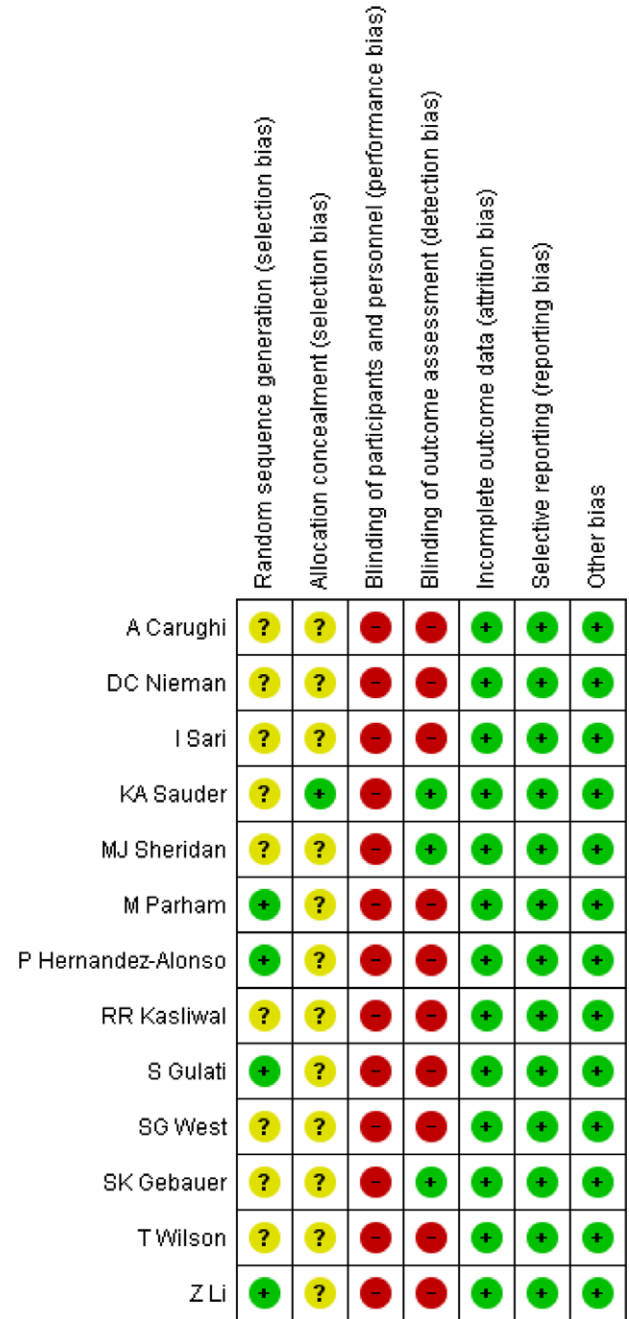 Random sequence generation (selection bias)
Allocation concealment (selection bias)
Blinding of participants and personnel (performance bias)
Blinding of outcome assessment (detection bias)
Incomplete outcome data (attrition bias)
Selective reporting (reporting bias)
Other bias
A Carughi ? ? - - + + +
DC Nieman ? ? - - + + +
I Sari ? ? - - + + +
KA Sauder ? + - + + + +
MJ Sheridan ? ? - + + + +
M Parham + ? - - + + +
P Hernandez-Alonso + ? - - + + +
RR Kasliwal ? ? - - + + +
S Gulati + ? - - + + +
SG West ? ? - - + + +
SK Gebauer ? ? - + + + +
T Wilson ? ? - - + + +
Z Li + ? - - + + +